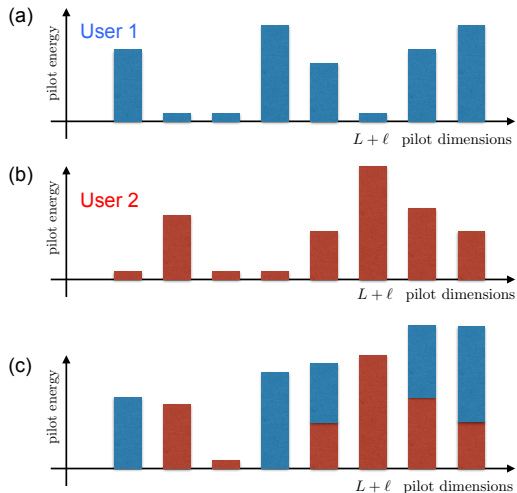 (a)
User 1
pilot energy
L + ℓ pilot dimensions
(b)
User 2
pilot energy
L + ℓ pilot dimensions
(c)
pilot energy
L + ℓ pilot dimensions